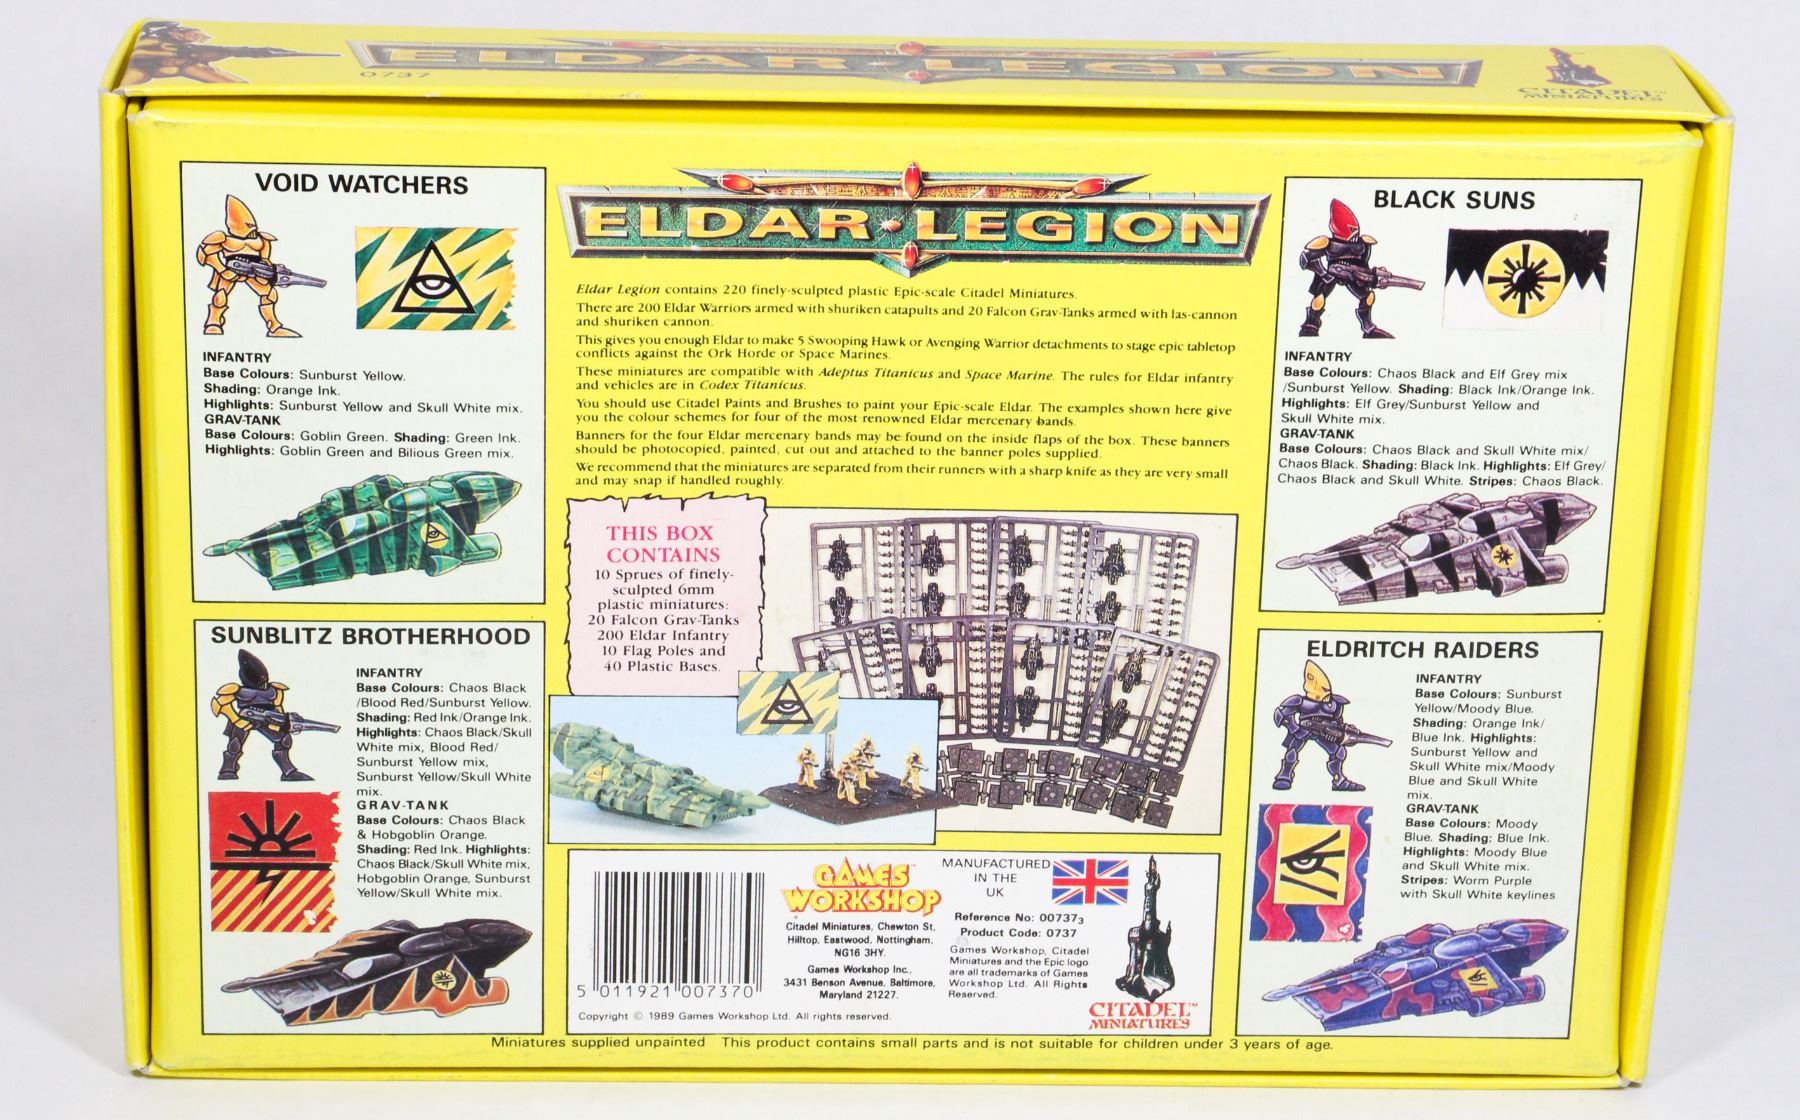 ELDAR·LEGION
0737
CITADEL™
MINIATURES
VOID WATCHERS
INFANTRY
Base Colours: Sunburst Yellow.
Shading: Orange Ink.
Highlights: Sunburst Yellow and Skull White mix.
GRAV-TANK
Base Colours: Goblin Green. Shading: Green Ink.
Highlights: Goblin Green and Bilious Green mix.
SUNBLITZ BROTHERHOOD
INFANTRY
Base Colours: Chaos Black
/Blood Red/Sunburst Yellow.
Shading: Red Ink/Orange Ink.
Highlights: Chaos Black/Skull
White mix, Blood Red/
Sunburst Yellow mix,
Sunburst Yellow/Skull White
mix.
GRAV-TANK
Base Colours: Chaos Black
& Hobgoblin Orange.
Shading: Red Ink. Highlights:
Chaos Black/Skull White mix,
Hobgoblin Orange, Sunburst
Yellow/Skull White mix.
ELDAR·LEGION
Eldar Legion contains 220 finely-sculpted plastic Epic-scale Citadel Miniatures.
There are 200 Eldar Warriors armed with shuriken catapults and 20 Falcon Grav-Tanks armed with las-cannon
and shuriken cannon.
This gives you enough Eldar to make 5 Swooping Hawk or Avenging Warrior detachments to stage epic tabletop
conflicts against the Ork Horde or Space Marines.
These miniatures are compatible with Adeptus Titanicus and Space Marine. The rules for Eldar infantry
and vehicles are in Codex Titanicus.
You should use Citadel Paints and Brushes to paint your Epic-scale Eldar. The examples shown here give
you the colour schemes for four of the most renowned Eldar mercenary bands.
Banners for the four Eldar mercenary bands may be found on the inside flaps of the box. These banners
should be photocopied, painted, cut out and attached to the banner poles supplied.
We recommend that the miniatures are separated from their runners with a sharp knife as they are very small
and may snap if handled roughly.
THIS BOX
CONTAINS
10 Sprues of finely-
sculpted 6mm
plastic miniatures:
20 Falcon Grav-Tanks
200 Eldar Infantry
10 Flag Poles and
40 Plastic Bases.
5 011921 007370
Copyright © 1989 Games Workshop Ltd. All rights reserved.
GAMES
WORKSHOP
Citadel Miniatures, Chewton St,
Hilltop, Eastwood, Nottingham,
NG16 3HY.
Games Workshop Inc.,
3431 Benson Avenue, Baltimore,
Maryland 21227.
MANUFACTURED
IN THE
UK
Reference No: 007373
Product Code: 0737
Games Workshop, Citadel
Miniatures and the Epic logo
are all trademarks of Games
Workshop Ltd. All Rights
Reserved.
CITADEL™
MINIATURES
BLACK SUNS
INFANTRY
Base Colours: Chaos Black and Elf Grey mix
/Sunburst Yellow. Shading: Black Ink/Orange Ink.
Highlights: Elf Grey/Sunburst Yellow and
Skull White mix.
GRAV-TANK
Base Colours: Chaos Black and Skull White mix/
Chaos Black. Shading: Black Ink. Highlights: Elf Grey/
Chaos Black and Skull White. Stripes: Chaos Black.
ELDRITCH RAIDERS
INFANTRY
Base Colours: Sunburst
Yellow/Moody Blue.
Shading: Orange Ink/
Blue Ink. Highlights:
Sunburst Yellow and
Skull White mix/Moody
Blue and Skull White
mix.
GRAV-TANK
Base Colours: Moody
Blue. Shading: Blue Ink.
Highlights: Moody Blue
and Skull White mix.
Stripes: Worm Purple
with Skull White keylines
Miniatures supplied unpainted This product contains small parts and is not suitable for children under 3 years of age.